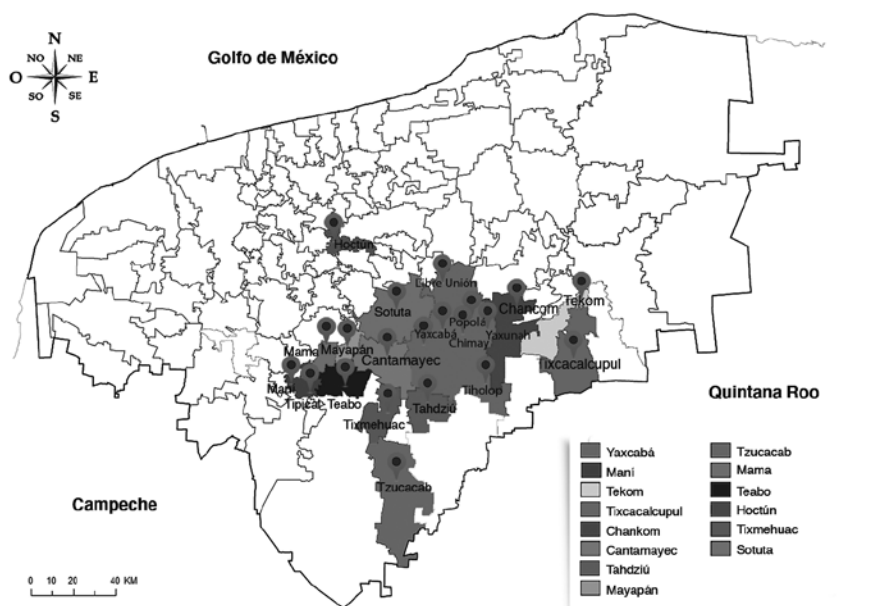 N
NO NE
O E
SO SE
S
Golfo de México
Hoctún
Libre Unión
Sotuta
Chancom
Tekom
Popolá
Yaxcabá
Chimay
Yaxunah
Mama
Mayapán
Cantamayec
Tixcacalcupul
Maní
Tipical
Teabo
Tiholop
Tahdziú
Tixmehuac
Tzucacab
Quintana Roo
Campeche
Yaxcabá
Maní
Tekom
Tixcacalcupul
Chankom
Cantamayec
Tahdziú
Mayapán
Tzucacab
Mama
Teabo
Hoctún
Tixmehuac
Sotuta
0 10 20 40 KM